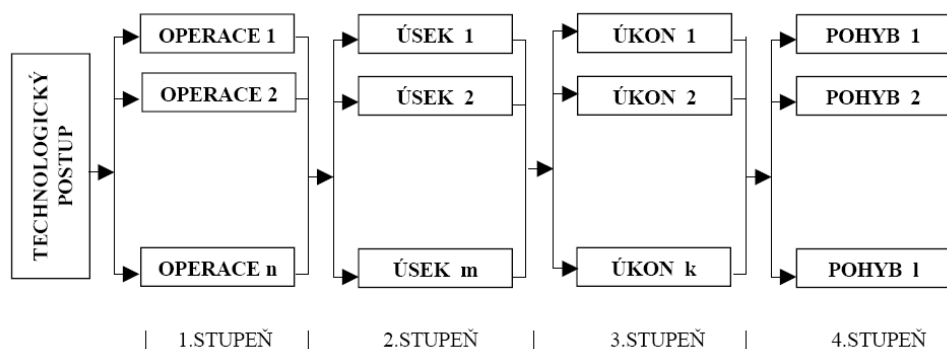 TECHNOLOGICKÝ
POSTUP
OPERACE 1
ÚSEK 1
ÚKON 1
POHYB 1
OPERACE 2
ÚSEK 2
ÚKON 2
POHYB 2
OPERACE n
ÚSEK m
ÚKON k
POHYB l
1.STUPEŇ
2.STUPEŇ
3.STUPEŇ
4.STUPEŇ